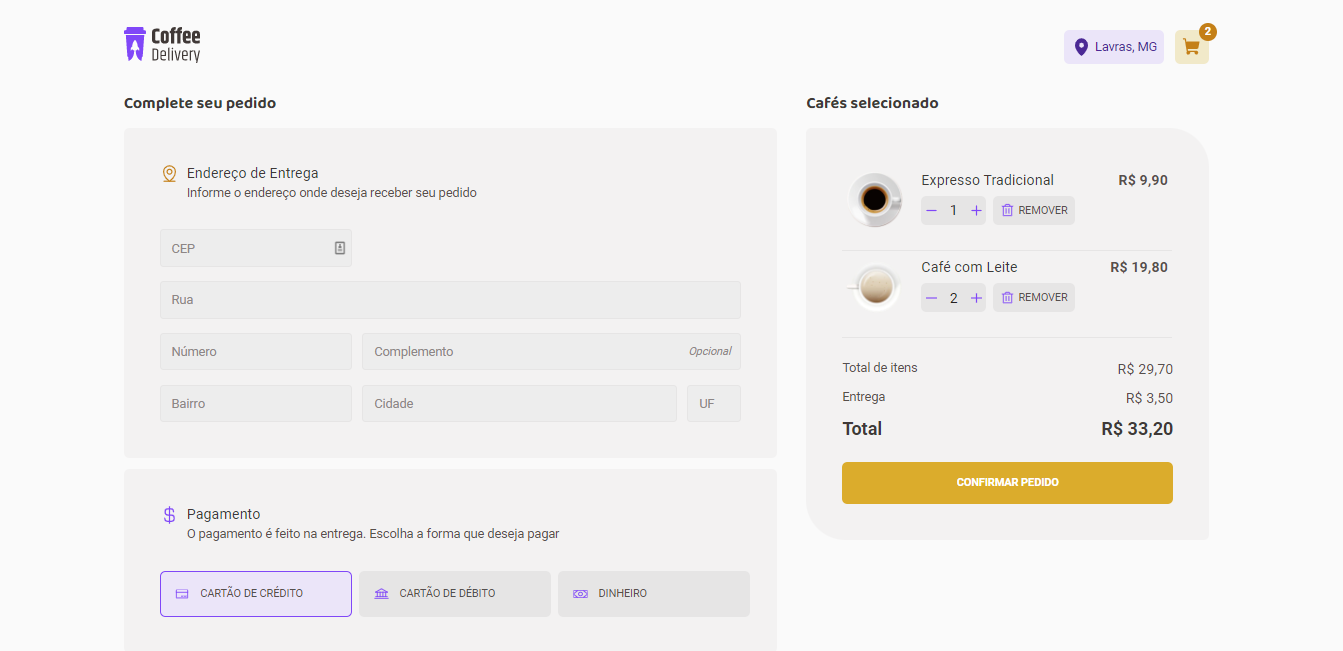 Coffee
Delivery
Lavras, MG
2
Complete seu pedido
Endereço de Entrega
Informe o endereço onde deseja receber seu pedido
CEP
Rua
Número
Complemento
Opcional
Bairro
Cidade
UF
Pagamento
O pagamento é feito na entrega. Escolha a forma que deseja pagar
CARTÃO DE CRÉDITO
CARTÃO DE DÉBITO
DINHEIRO
Cafés selecionado
Expresso Tradicional
R$ 9,90
1
REMOVER
Café com Leite
R$ 19,80
2
REMOVER
Total de itens
R$ 29,70
Entrega
R$ 3,50
Total
R$ 33,20
CONFIRMAR PEDIDO